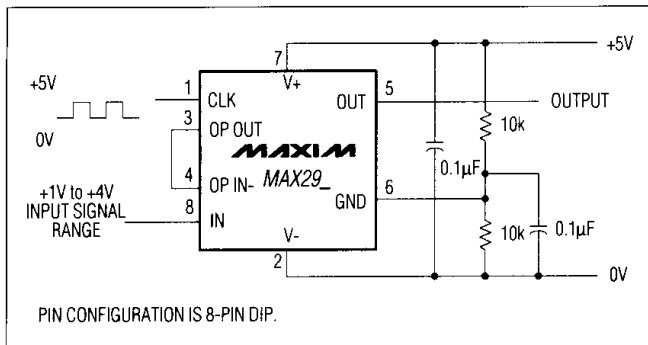 +5V
0V
+1V to +4V
INPUT SIGNAL
RANGE
1
3
4
8
CLK
OP OUT
OP IN-
IN
7
V+
MAXIM
MAX29_
OUT
GND
V-
2
5
6
OUTPUT
+5V
10k
0.1µF
10k
0.1µF
0V
PIN CONFIGURATION IS 8-PIN DIP.